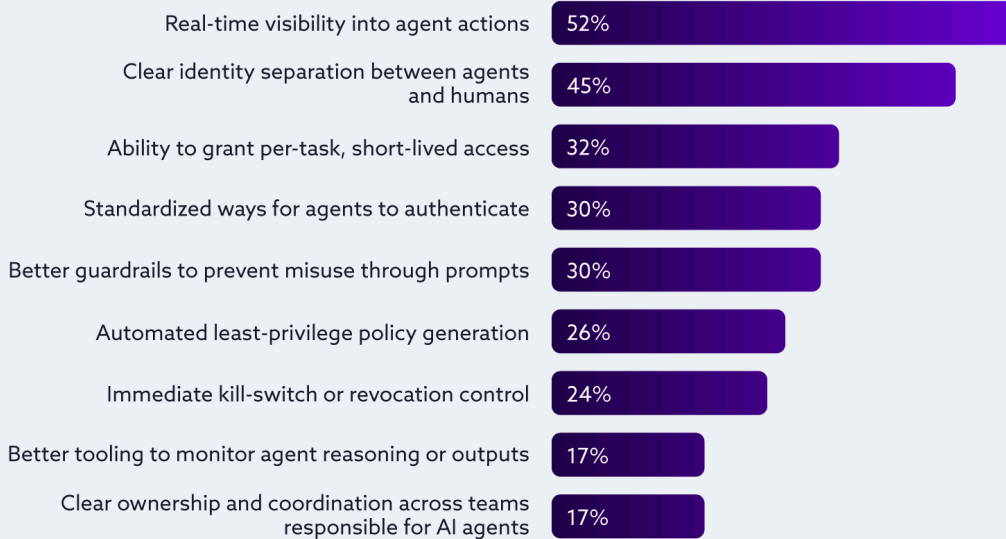 Real-time visibility into agent actions
52%
Clear identity separation between agents
and humans
45%
Ability to grant per-task, short-lived access
32%
Standardized ways for agents to authenticate
30%
Better guardrails to prevent misuse through prompts
30%
Automated least-privilege policy generation
26%
Immediate kill-switch or revocation control
24%
Better tooling to monitor agent reasoning or outputs
17%
Clear ownership and coordination across teams
responsible for AI agents
17%